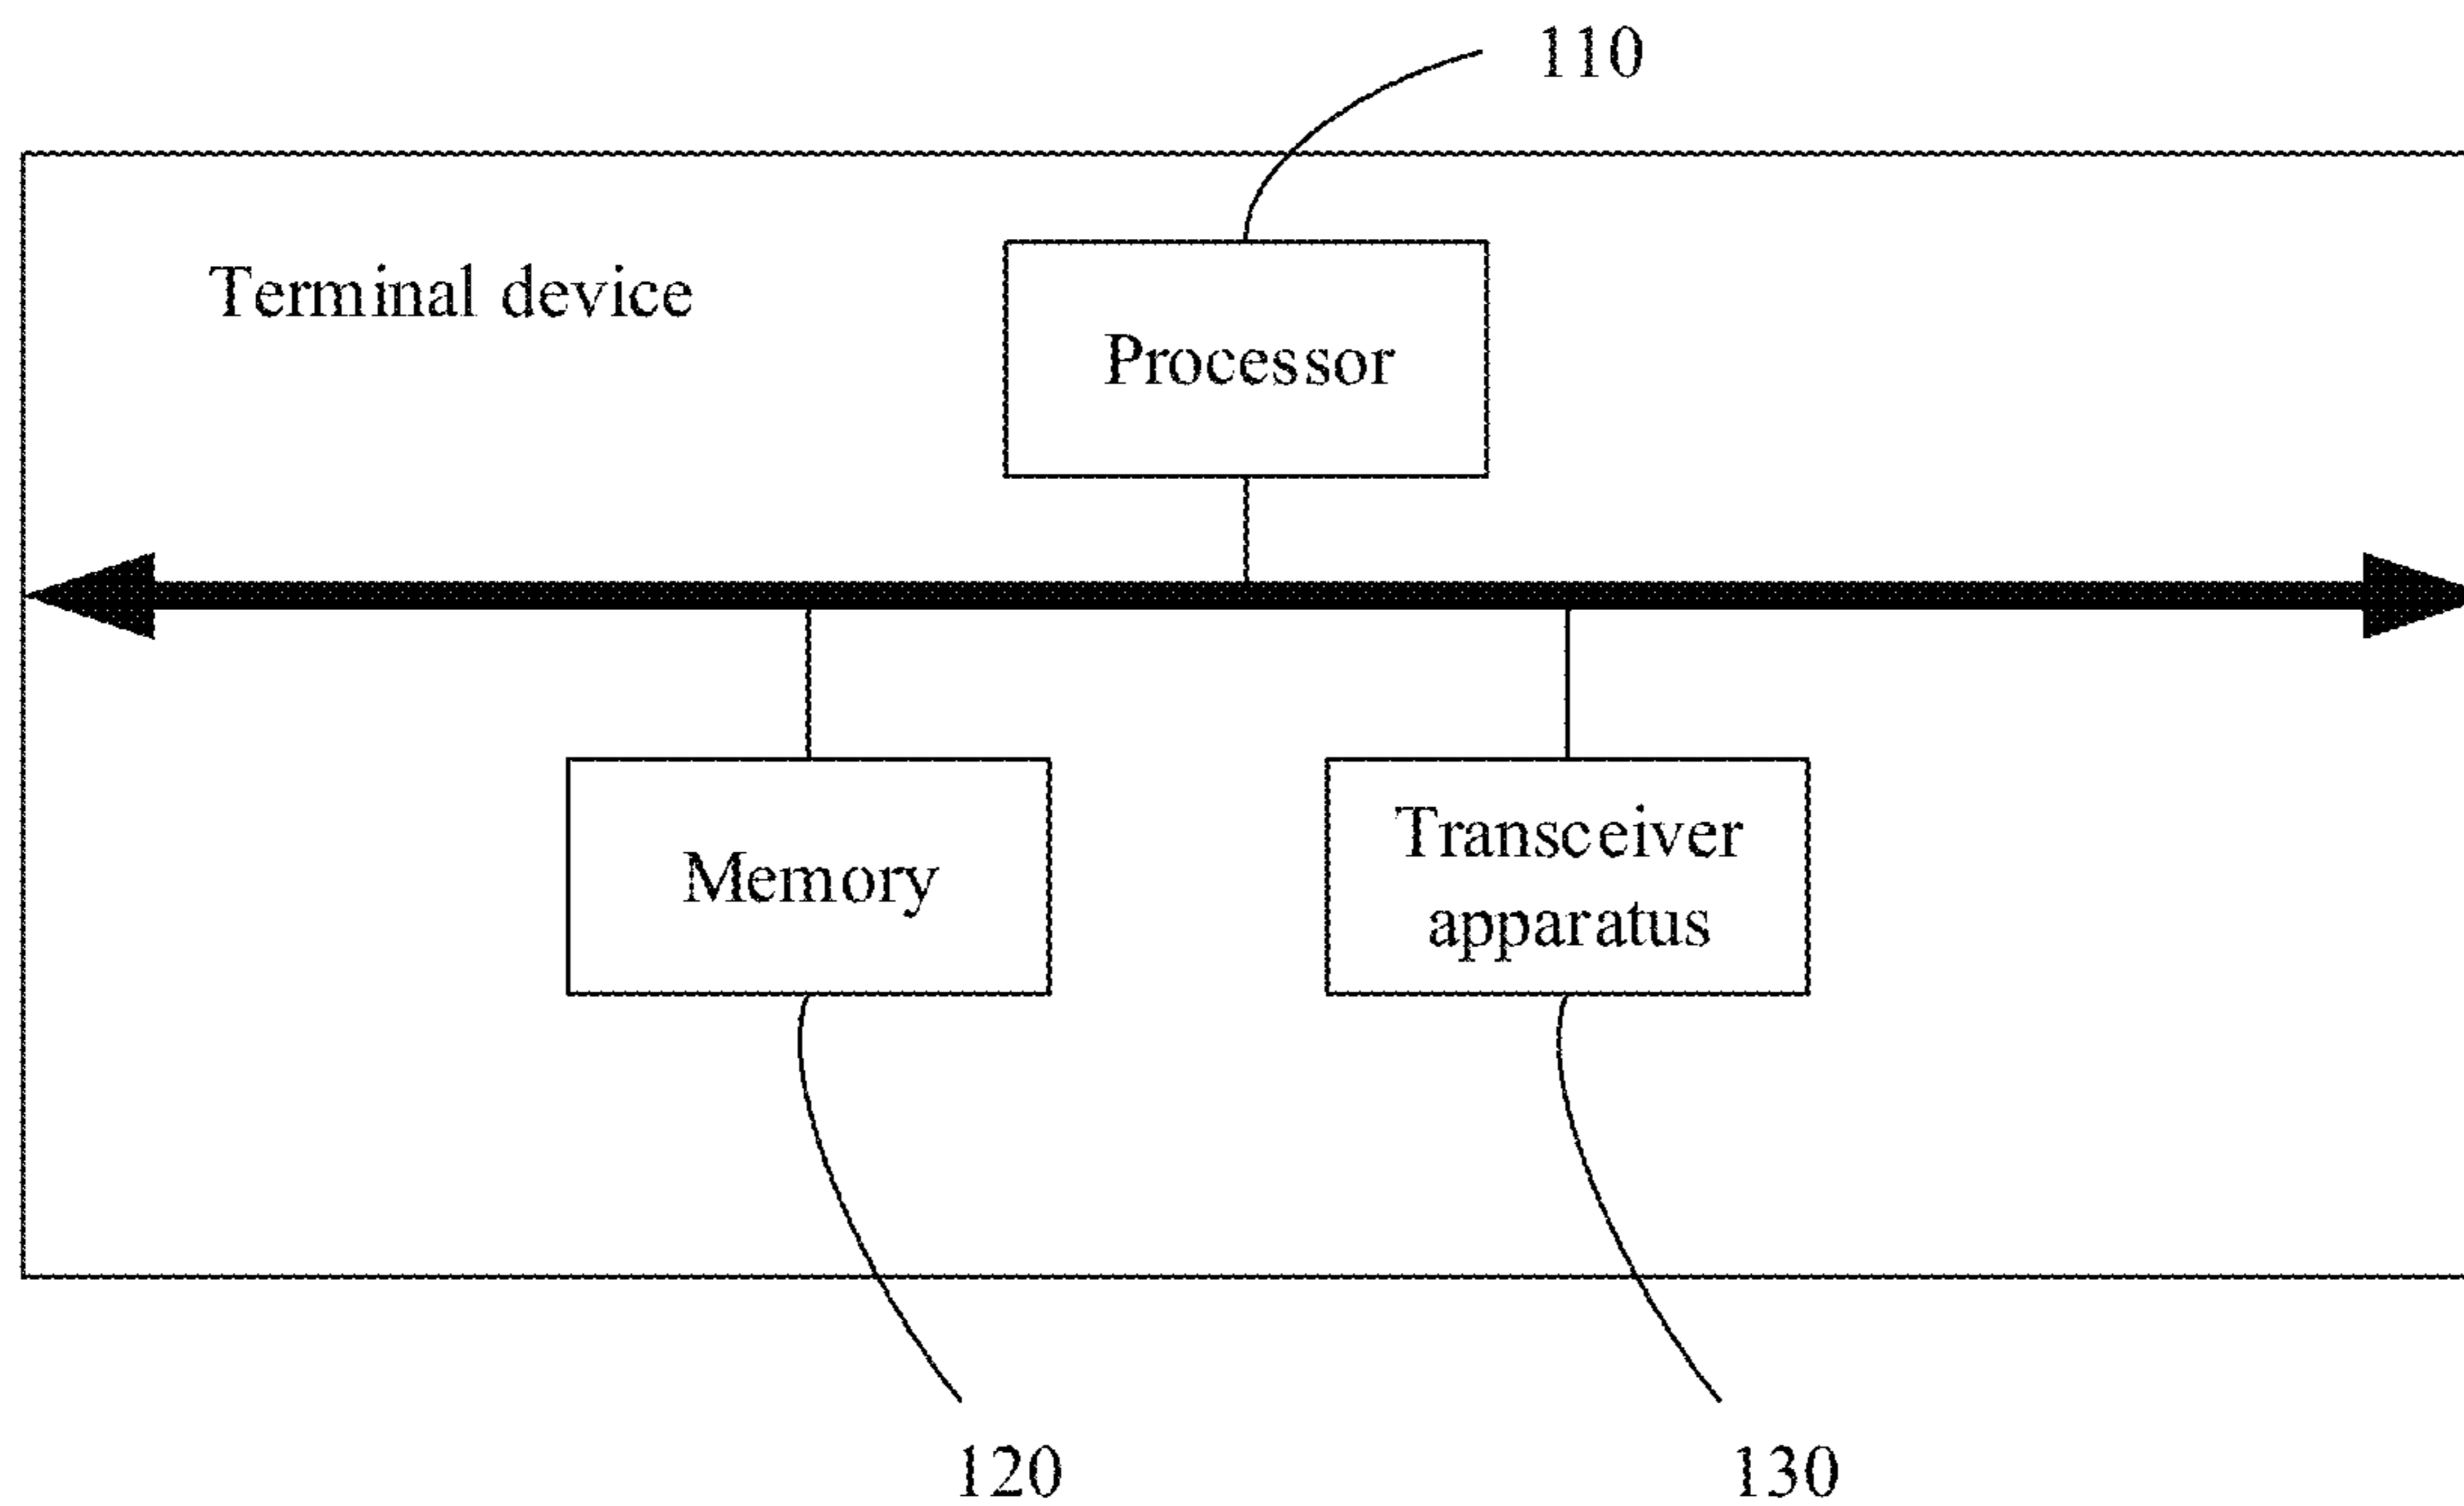 110
Terminal device
Processor
Memory
Transceiver
apparatus
120
130